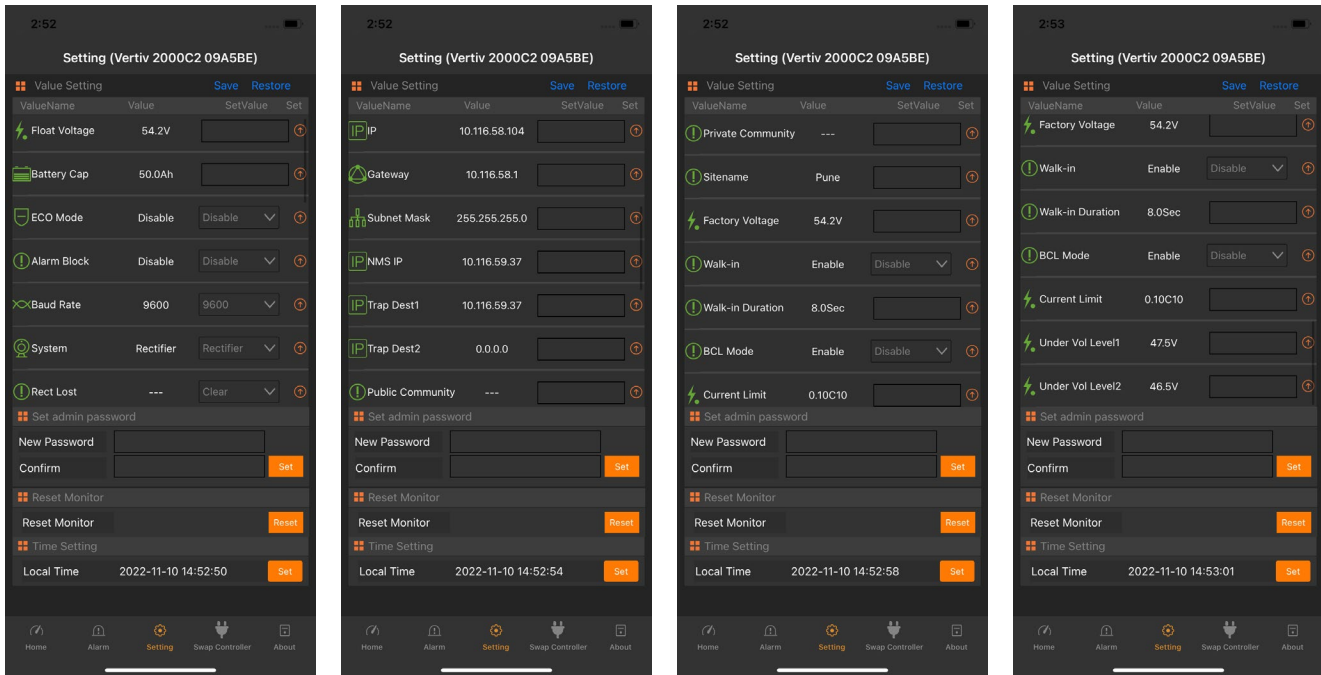 2:52
Setting (Vertiv 2000C2 09A5BE)
Value Setting Save Restore
ValueName Value SetValue Set
Float Voltage 54.2V
Battery Cap 50.0Ah
ECO Mode Disable Disable
Alarm Block Disable Disable
Baud Rate 9600 9600
System Rectifier Rectifier
Rect Lost --- Clear
Set admin password
New Password
Confirm Set
Reset Monitor
Reset Monitor Reset
Time Setting
Local Time 2022-11-10 14:52:50 Set
Home Alarm Setting Swap Controller About
2:52
Setting (Vertiv 2000C2 09A5BE)
Value Setting Save Restore
ValueName Value SetValue Set
IP IP 10.116.58.104
Gateway 10.116.58.1
Subnet Mask 255.255.255.0
IP NMS IP 10.116.59.37
IP Trap Dest1 10.116.59.37
IP Trap Dest2 0.0.0.0
Public Community ---
Set admin password
New Password
Confirm Set
Reset Monitor
Reset Monitor Reset
Time Setting
Local Time 2022-11-10 14:52:54 Set
Home Alarm Setting Swap Controller About
2:52
Setting (Vertiv 2000C2 09A5BE)
Value Setting Save Restore
ValueName Value SetValue Set
Private Community ---
Sitename Pune
Factory Voltage 54.2V
Walk-in Enable Disable
Walk-in Duration 8.0Sec
BCL Mode Enable Disable
Current Limit 0.10C10
Set admin password
New Password
Confirm Set
Reset Monitor
Reset Monitor Reset
Time Setting
Local Time 2022-11-10 14:52:58 Set
Home Alarm Setting Swap Controller About
2:53
Setting (Vertiv 2000C2 09A5BE)
Value Setting Save Restore
ValueName Value SetValue Set
Factory Voltage 54.2V
Walk-in Enable Disable
Walk-in Duration 8.0Sec
BCL Mode Enable Disable
Current Limit 0.10C10
Under Vol Level1 47.5V
Under Vol Level2 46.5V
Set admin password
New Password
Confirm Set
Reset Monitor
Reset Monitor Reset
Time Setting
Local Time 2022-11-10 14:53:01 Set
Home Alarm Setting Swap Controller About